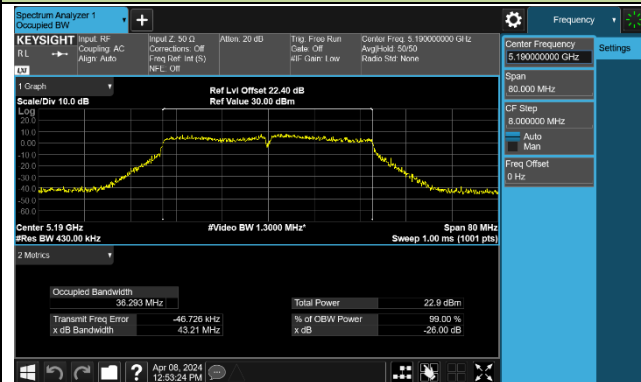 Spectrum Analyzer 1
Occupied BW
Frequency
KEYSIGHT
Input: RF
Input Z: 50 Ω
Atten: 20 dB
Trig: Free Run
Center Freq: 5.190000000 GHz
RL
Coupling: AC
Corrections: Off
Gate: Off
Avg|Hold: 50/50
Align: Auto
Freq Ref: Int (S)
#IF Gain: Low
Radio Std: None
NFE: Off
LXI
Center Frequency
5.190000000 GHz
Settings
Span
80.000 MHz
CF Step
8.000000 MHz
Auto
Man
Freq Offset
0 Hz
1 Graph
Ref Lvl Offset 22.40 dB
Scale/Div 10.0 dB
Ref Value 30.00 dBm
Log
20.0
10.0
0.00
-10.0
-20.0
-30.0
-40.0
-50.0
-60.0
Center 5.19 GHz
#Video BW 1.3000 MHz*
Span 80 MHz
#Res BW 430.00 kHz
Sweep 1.00 ms (1001 pts)
2 Metrics
Occupied Bandwidth
36.293 MHz
Total Power
22.9 dBm
Transmit Freq Error
-46.726 kHz
% of OBW Power
99.00 %
x dB Bandwidth
43.21 MHz
x dB
-26.00 dB
Apr 08, 2024
12:53:24 PM